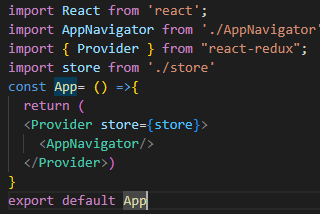 import React from 'react';
import AppNavigator from './AppNavigator'
import { Provider } from "react-redux";
import store from './store'
const App= () =>{
return (
<Provider store={store}>
<AppNavigator/>
</Provider>)
}
export default App